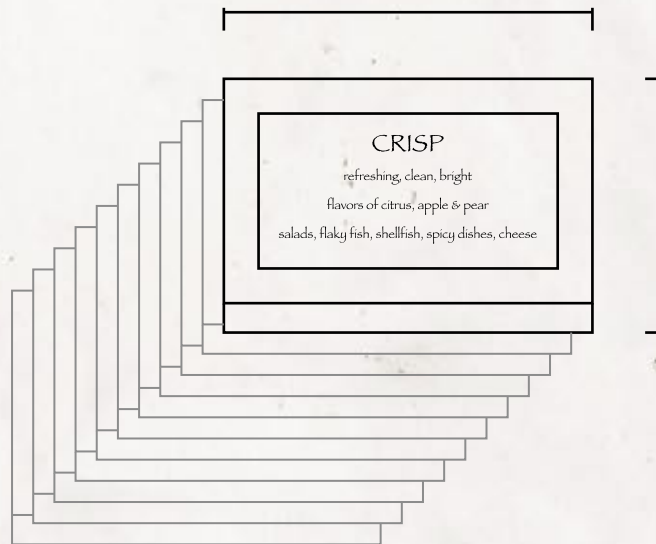 CRISP
refreshing, clean, bright
flavors of citrus, apple & pear
salads, flaky fish, shellfish, spicy dishes, cheese